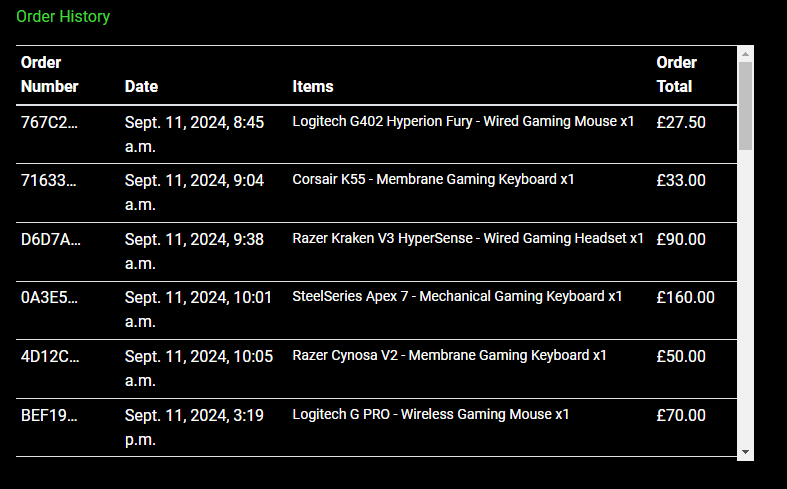 Order History
Order Number Date Items Order Total
767C2... Sept. 11, 2024, 8:45 a.m. Logitech G402 Hyperion Fury - Wired Gaming Mouse x1 £27.50
71633... Sept. 11, 2024, 9:04 a.m. Corsair K55 - Membrane Gaming Keyboard x1 £33.00
D6D7A... Sept. 11, 2024, 9:38 a.m. Razer Kraken V3 HyperSense - Wired Gaming Headset x1 £90.00
0A3E5... Sept. 11, 2024, 10:01 a.m. SteelSeries Apex 7 - Mechanical Gaming Keyboard x1 £160.00
4D12C... Sept. 11, 2024, 10:05 a.m. Razer Cynosa V2 - Membrane Gaming Keyboard x1 £50.00
BEF19... Sept. 11, 2024, 3:19 p.m. Logitech G PRO - Wireless Gaming Mouse x1 £70.00